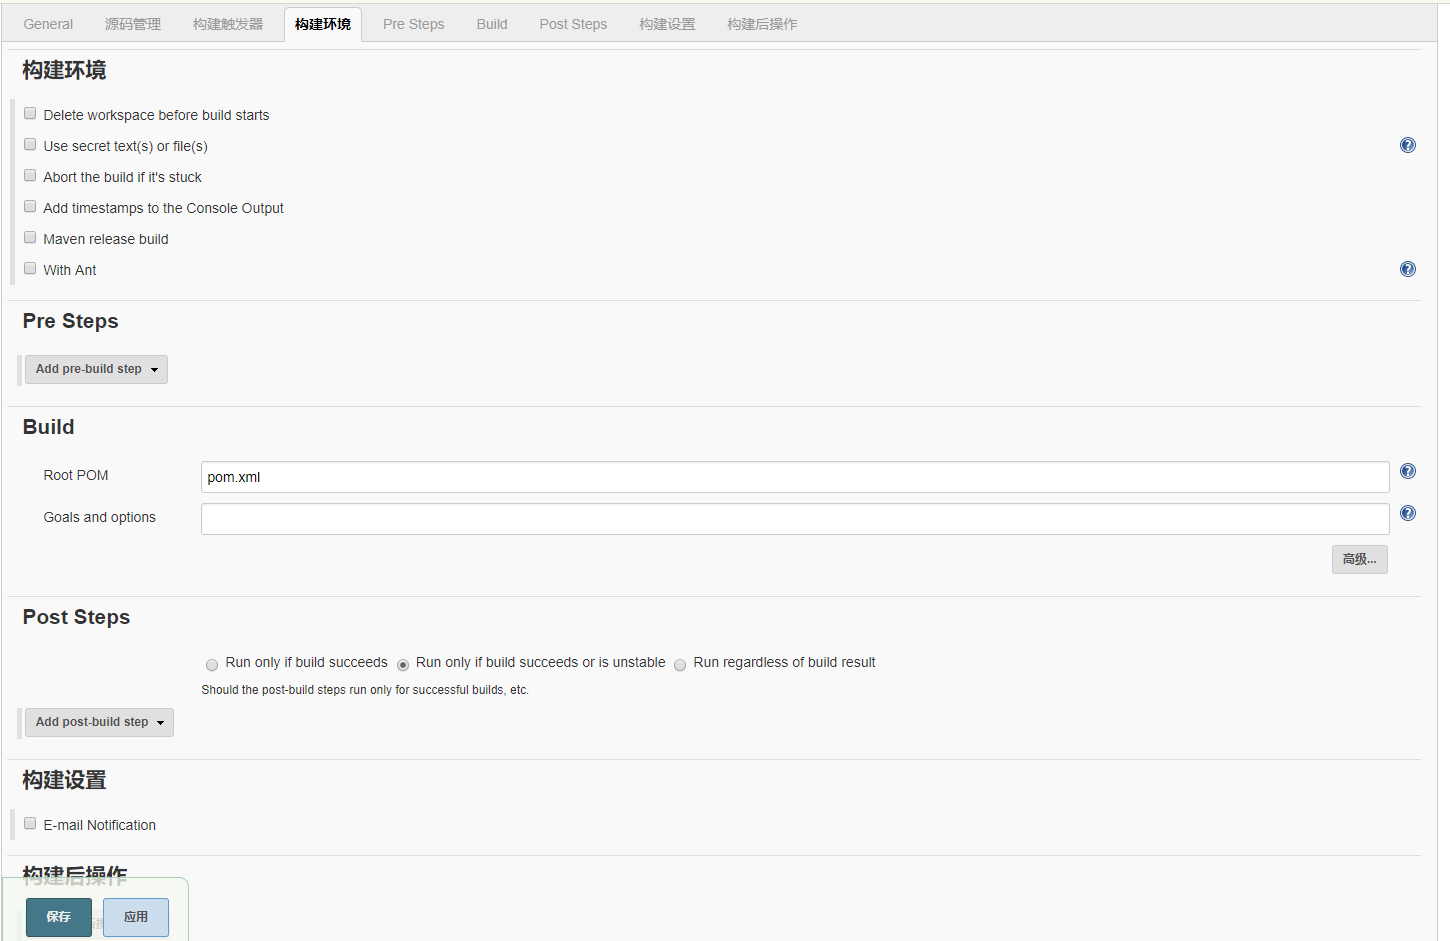 General 源码管理 构建触发器 构建环境 Pre Steps Build Post Steps 构建设置 构建后操作
构建环境
Delete workspace before build starts
Use secret text(s) or file(s)
Abort the build if it's stuck
Add timestamps to the Console Output
Maven release build
With Ant
Pre Steps
Add pre-build step
Build
Root POM pom.xml
Goals and options
高级...
Post Steps
Run only if build succeeds Run only if build succeeds or is unstable Run regardless of build result
Should the post-build steps run only for successful builds, etc.
Add post-build step
构建设置
E-mail Notification
构建后操作
保存 应用